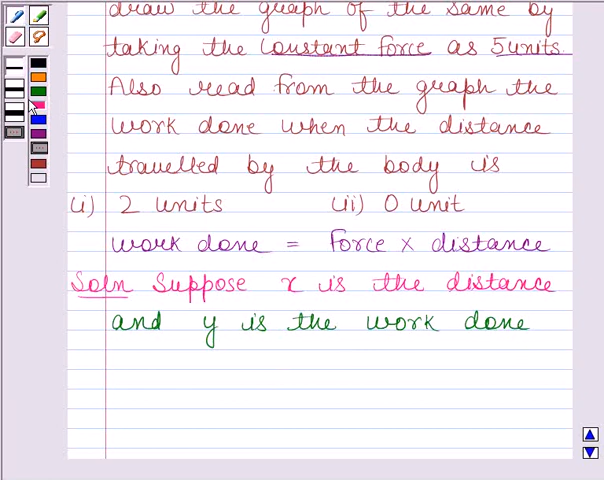 draw the graph of the same by
taking the constant force as 5 units.
Also read from the graph the
work done when the distance
travelled by the body is
(i) 2 units (ii) 0 unit
work done = force × distance
Soln Suppose x is the distance
and y is the work done